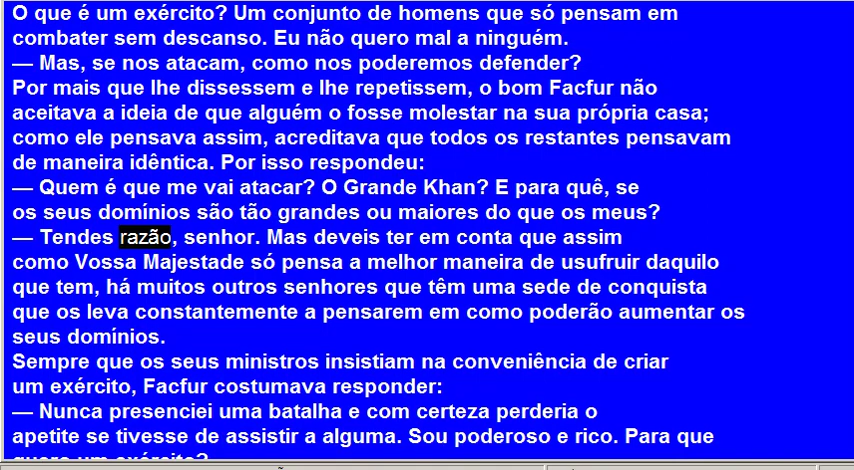 O que é um exército? Um conjunto de homens que só pensam em
combater sem descanso. Eu não quero mal a ninguém.
— Mas, se nos atacam, como nos poderemos defender?
Por mais que lhe dissessem e lhe repetissem, o bom Facfur não
aceitava a ideia de que alguém o fosse molestar na sua própria casa;
como ele pensava assim, acreditava que todos os restantes pensavam
de maneira idêntica. Por isso respondeu:
— Quem é que me vai atacar? O Grande Khan? E para quê, se
os seus domínios são tão grandes ou maiores do que os meus?
— Tendes razão, senhor. Mas deveis ter em conta que assim
como Vossa Majestade só pensa a melhor maneira de usufruir daquilo
que tem, há muitos outros senhores que têm uma sede de conquista
que os leva constantemente a pensarem em como poderão aumentar os
seus domínios.
Sempre que os seus ministros insistiam na conveniência de criar
um exército, Facfur costumava responder:
— Nunca presenciei uma batalha e com certeza perderia o
apetite se tivesse de assistir a alguma. Sou poderoso e rico. Para que
quero um exército?